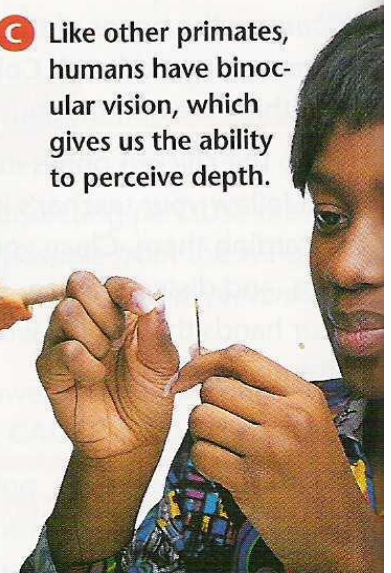 C Like other primates,
humans have binoc-
ular vision, which
gives us the ability
to perceive depth.